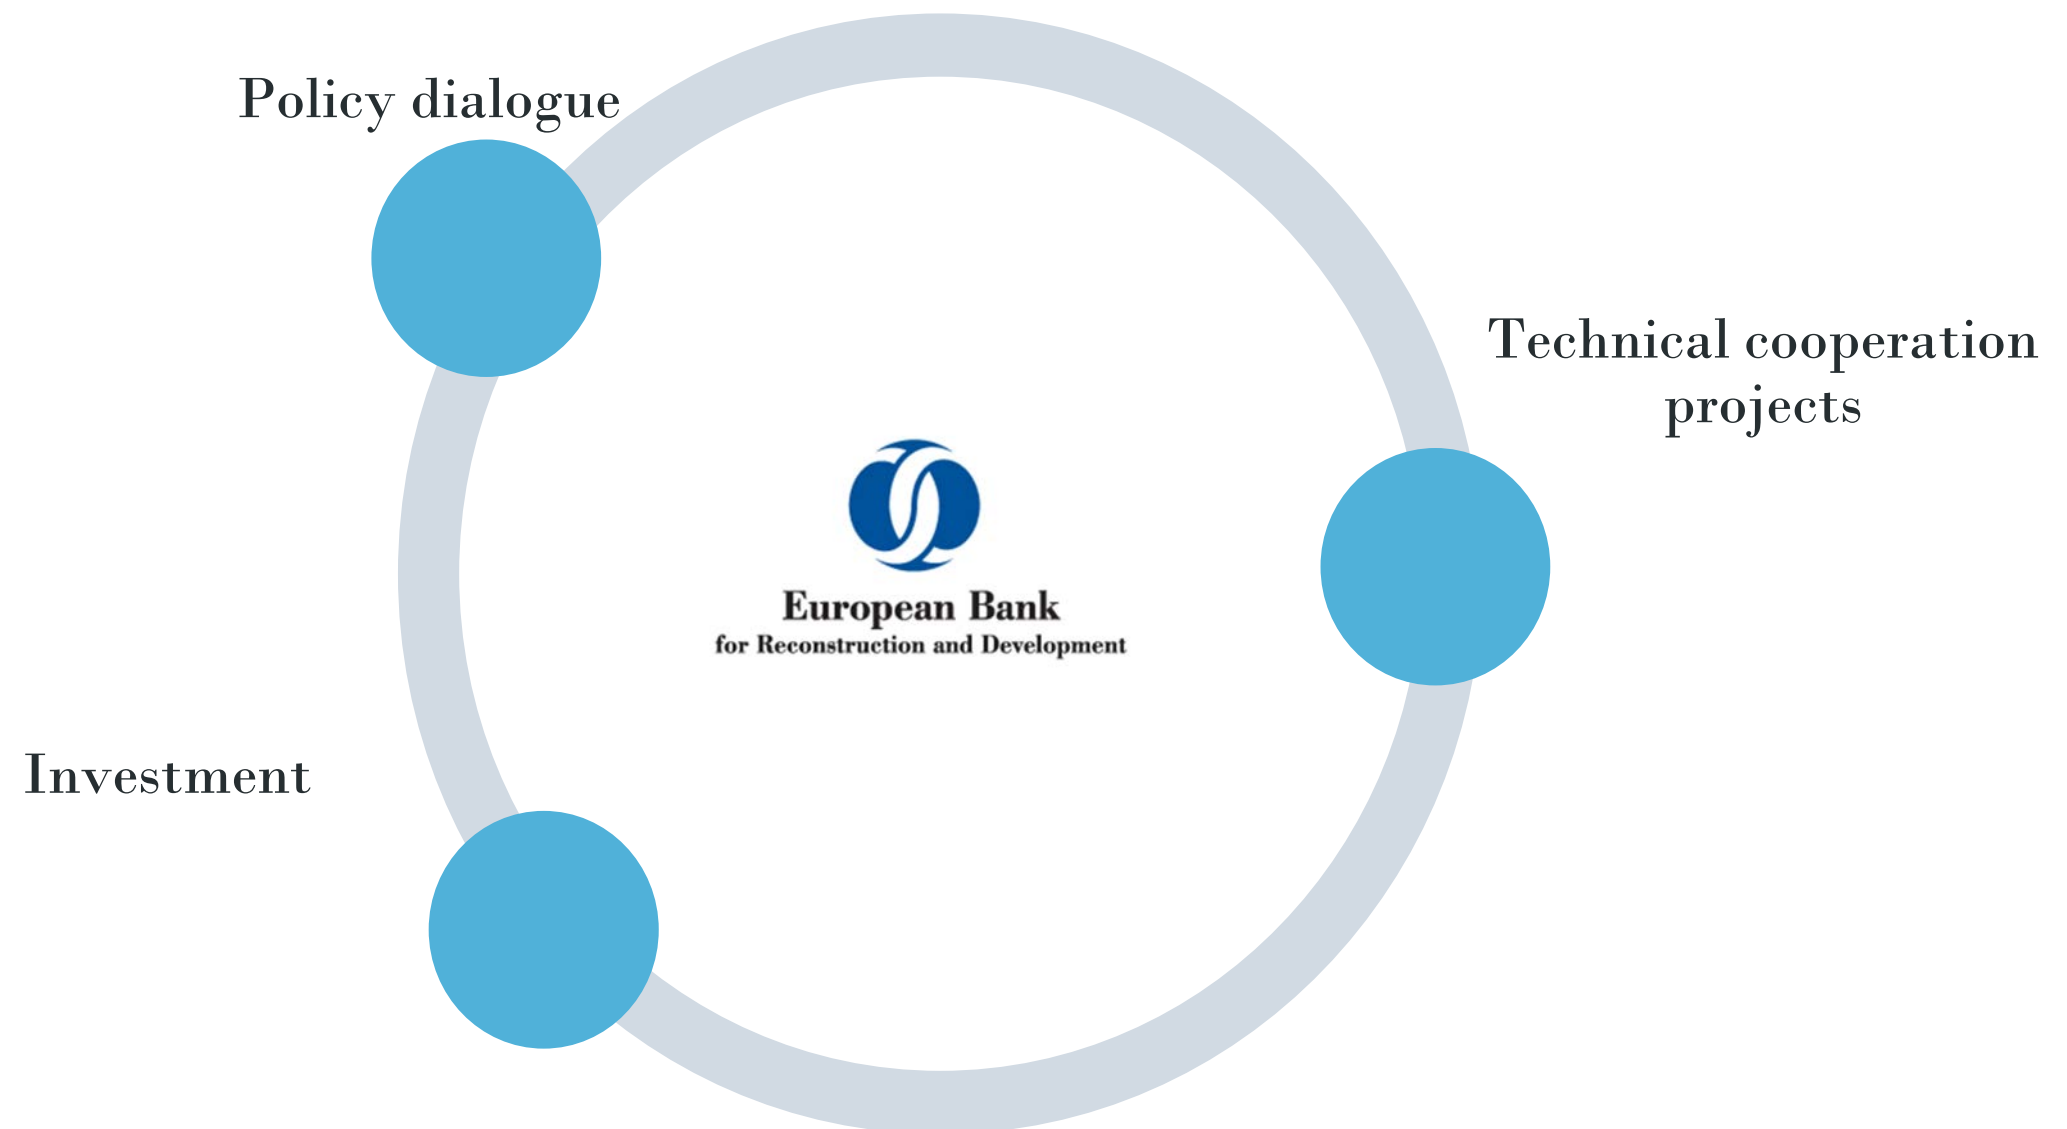 Policy dialogue
Technical cooperation
projects
European Bank
for Reconstruction and Development
Investment